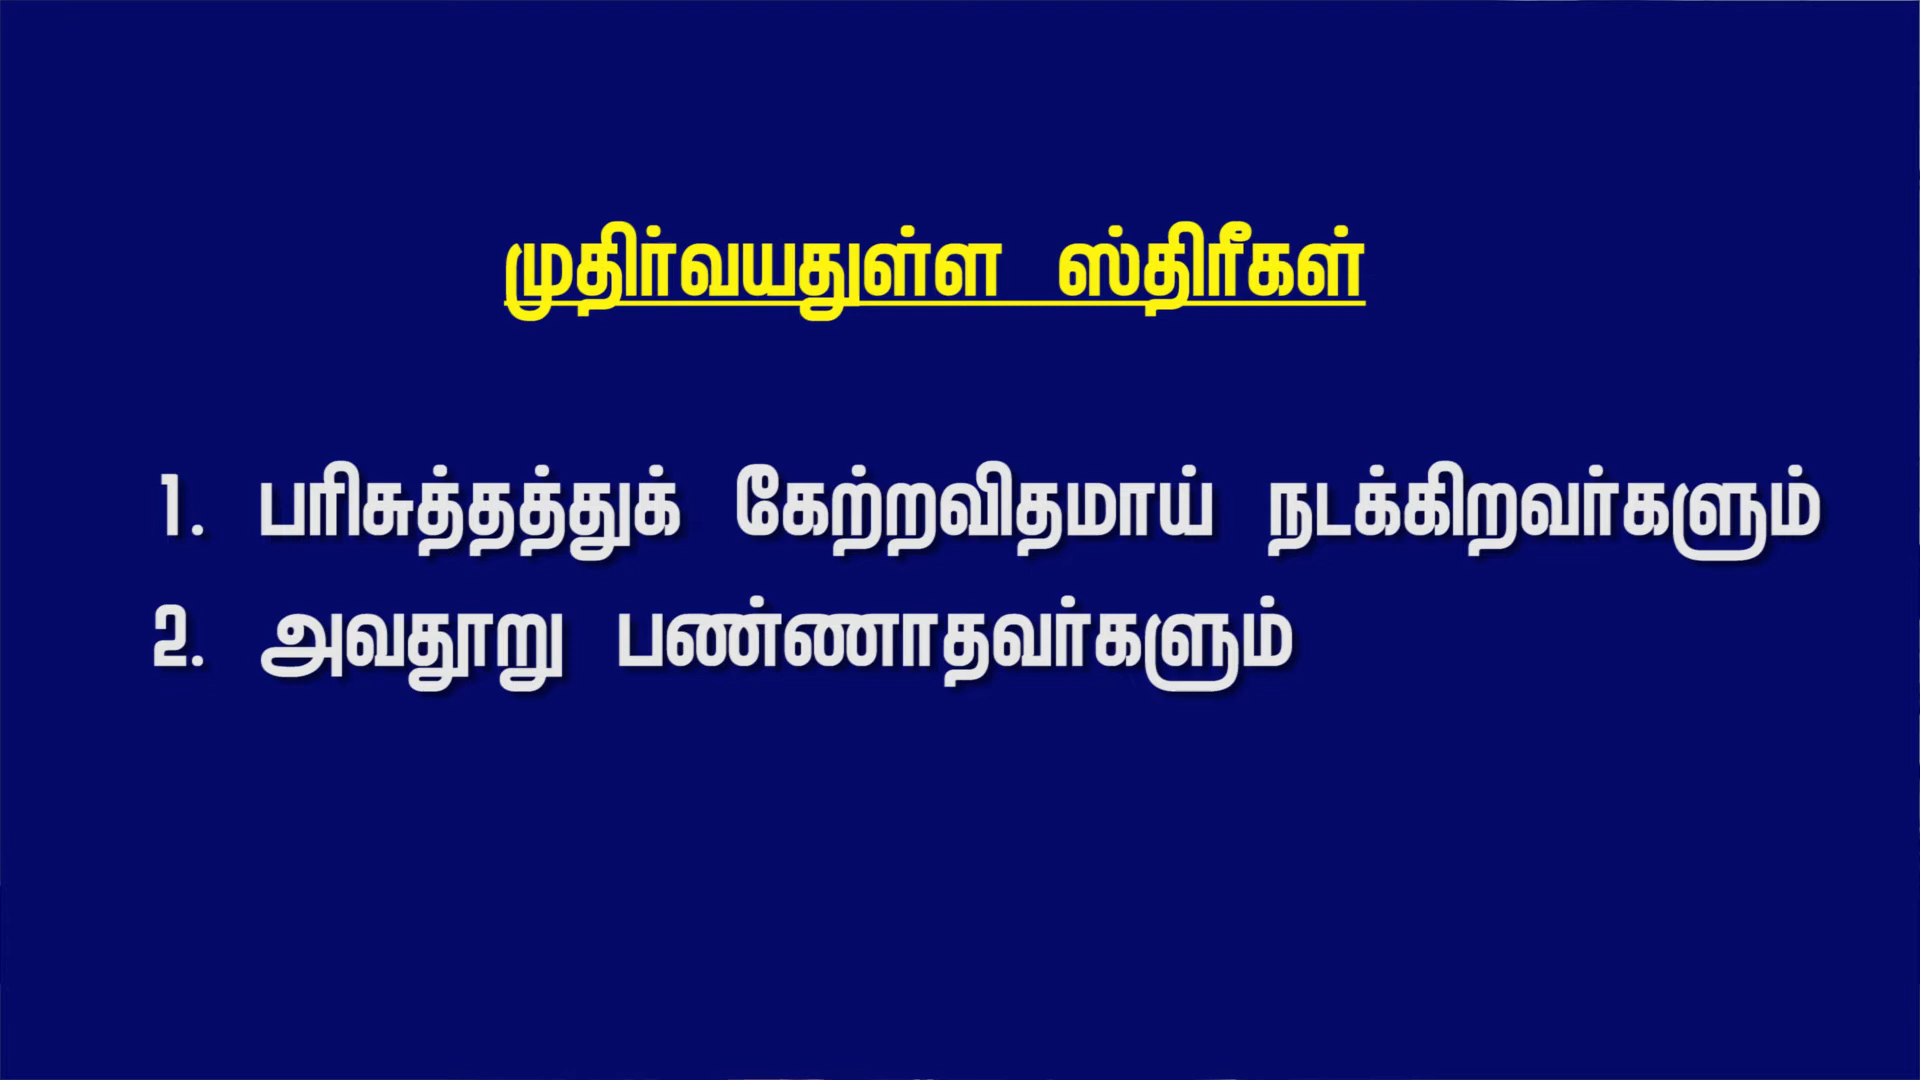 முதிர்வயதுள்ள ஸ்திரீகள்
1. பரிசுத்தத்துக் கேற்றவிதமாய் நடக்கிறவர்களும்
2. அவதூறு பண்ணாதவர்களும்